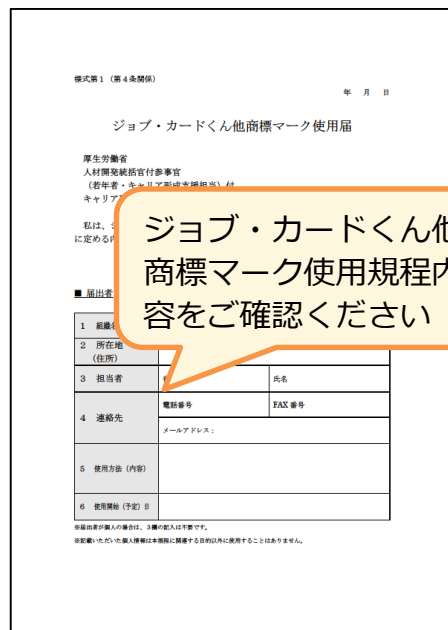 様式第1（第4条関係）
年 月 日
ジョブ・カードくん他商標マーク使用届
厚生労働省
人材開発統括官付参事官
（若年者・キャリア形成支援担当）付
キャリア
私は、
に定める
ジョブ・カードくん他
商標マーク使用規程内
容をご確認ください
■ 届出者
1 組織
2 所在地
（住所）
3 担当者
氏名
4 連絡先
電話番号
FAX 番号
メールアドレス：
5 使用方法（内容）
6 使用開始（予定）日
※届出者が個人の場合は、3欄の記入は不要です。
※記載いただいた個人情報は本規程に関連する目的以外に使用することはありません。